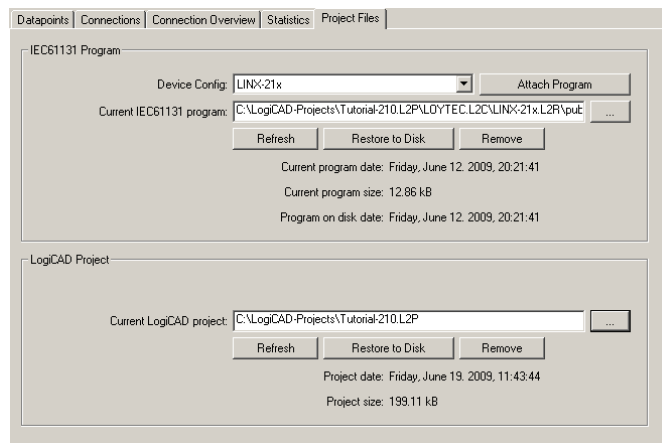 Datapoints Connections Connection Overview Statistics Project Files
IEC61131 Program
Device Config: LINX-21x Attach Program
Current IEC61131 program: C:\LogiCAD-Projects\Tutorial-210.L2P\LOYTEC.L2C\LINX-21x.L2R\put ...
Refresh Restore to Disk Remove
Current program date: Friday, June 12. 2009, 20:21:41
Current program size: 12.86 kB
Program on disk date: Friday, June 12. 2009, 20:21:41
LogiCAD Project
Current LogiCAD project: C:\LogiCAD-Projects\Tutorial-210.L2P ...
Refresh Restore to Disk Remove
Project date: Friday, June 19. 2009, 11:43:44
Project size: 199.11 kB